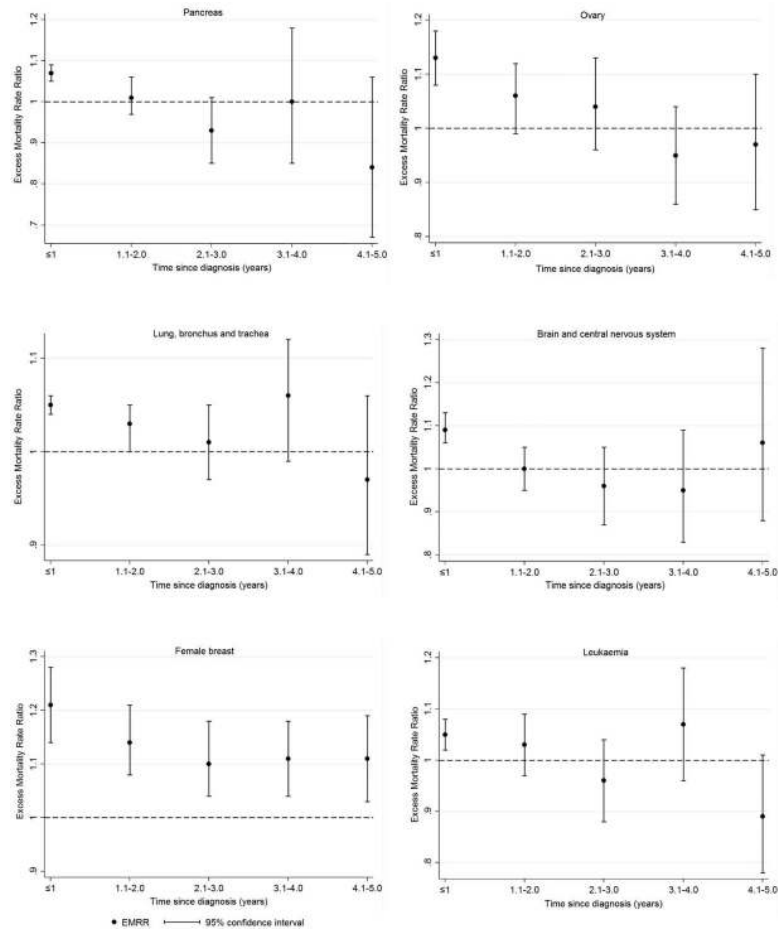 Pancreas
Excess Mortality Rate Ratio
1.2
1.1
1
.9
.8
.7
≤1 1.1-2.0 2.1-3.0 3.1-4.0 4.1-5.0
Time since diagnosis (years)
Ovary
Excess Mortality Rate Ratio
1.2
1.1
1
.9
.8
≤1 1.1-2.0 2.1-3.0 3.1-4.0 4.1-5.0
Time since diagnosis (years)
Lung, bronchus and trachea
Excess Mortality Rate Ratio
1.1
1
.9
≤1 1.1-2.0 2.1-3.0 3.1-4.0 4.1-5.0
Time since diagnosis (years)
Brain and central nervous system
Excess Mortality Rate Ratio
1.3
1.2
1.1
1
.9
.8
≤1 1.1-2.0 2.1-3.0 3.1-4.0 4.1-5.0
Time since diagnosis (years)
Female breast
Excess Mortality Rate Ratio
1.3
1.2
1.1
1
.9
≤1 1.1-2.0 2.1-3.0 3.1-4.0 4.1-5.0
Time since diagnosis (years)
Leukaemia
Excess Mortality Rate Ratio
1.2
1.1
1
.9
.8
≤1 1.1-2.0 2.1-3.0 3.1-4.0 4.1-5.0
Time since diagnosis (years)
EMRR 95% confidence interval